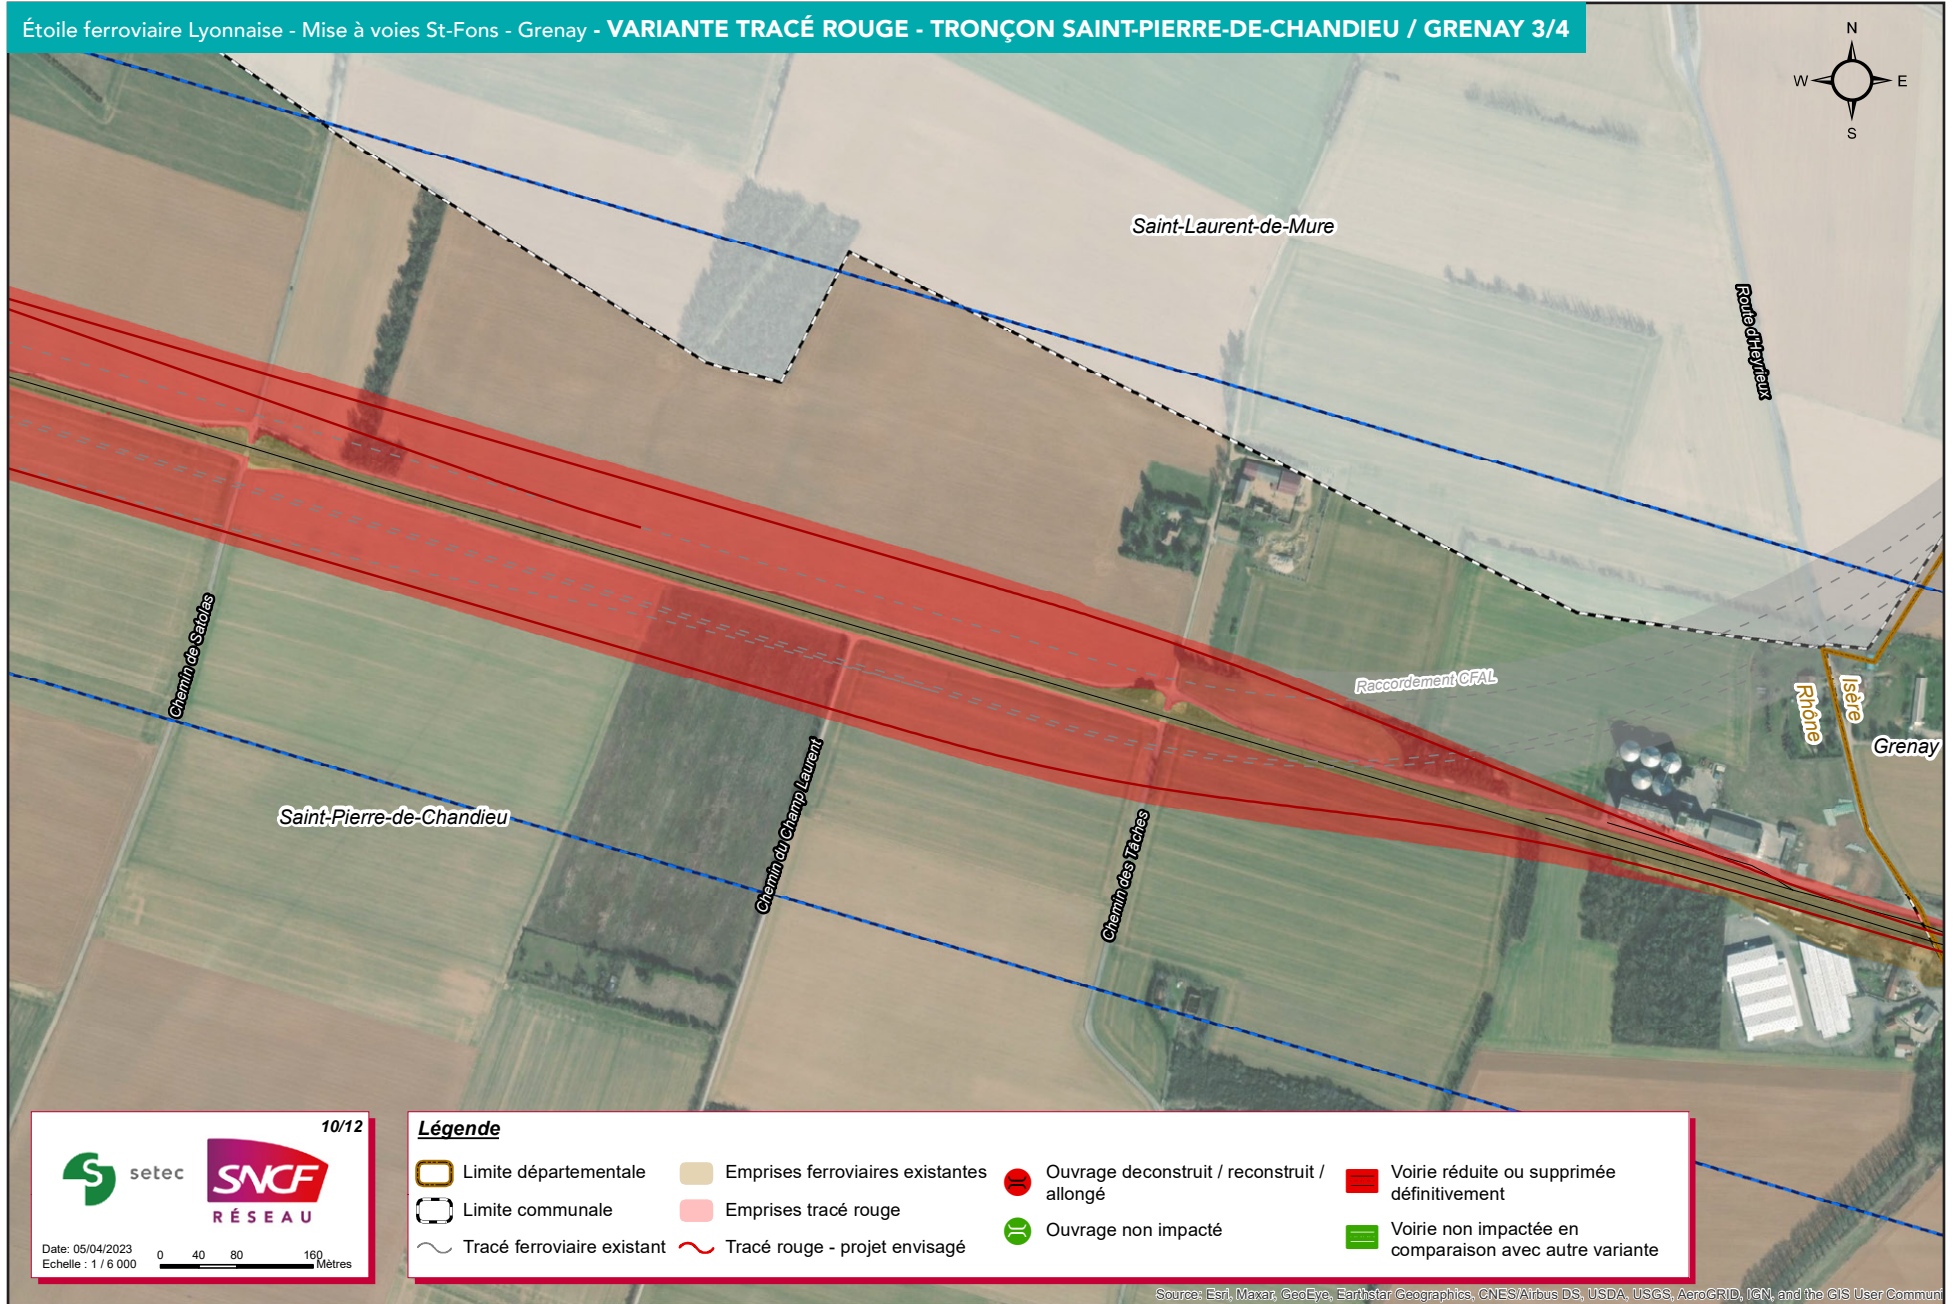 Étoile ferroviaire Lyonnaise - Mise à voies St-Fons - Grenay - VARIANTE TRACÉ ROUGE - TRONÇON SAINT-PIERRE-DE-CHANDIEU / GRENAY 3/4
N
W E
S
Saint-Laurent-de-Mure
Route d'Heyrieux
Chemin de Satolas
Raccordement CFAL
Isère
Rhône
Grenay
Saint-Pierre-de-Chandieu
Chemin du Champ Laurent
Chemin des Tâches
10/12
setec
SNCF
RÉSEAU
Date: 05/04/2023
Echelle : 1 / 6 000
0 40 80 160
Mètres
Légende
Limite départementale
Limite communale
Tracé ferroviaire existant
Emprises ferroviaires existantes
Emprises tracé rouge
Tracé rouge - projet envisagé
Ouvrage deconstruit / reconstruit /
allongé
Ouvrage non impacté
Voirie réduite ou supprimée
définitivement
Voirie non impactée en
comparaison avec autre variante
Source: Esri, Maxar, GeoEye, Earthstar Geographics, CNES/Airbus DS, USDA, USGS, AeroGRID, IGN, and the GIS User Communi